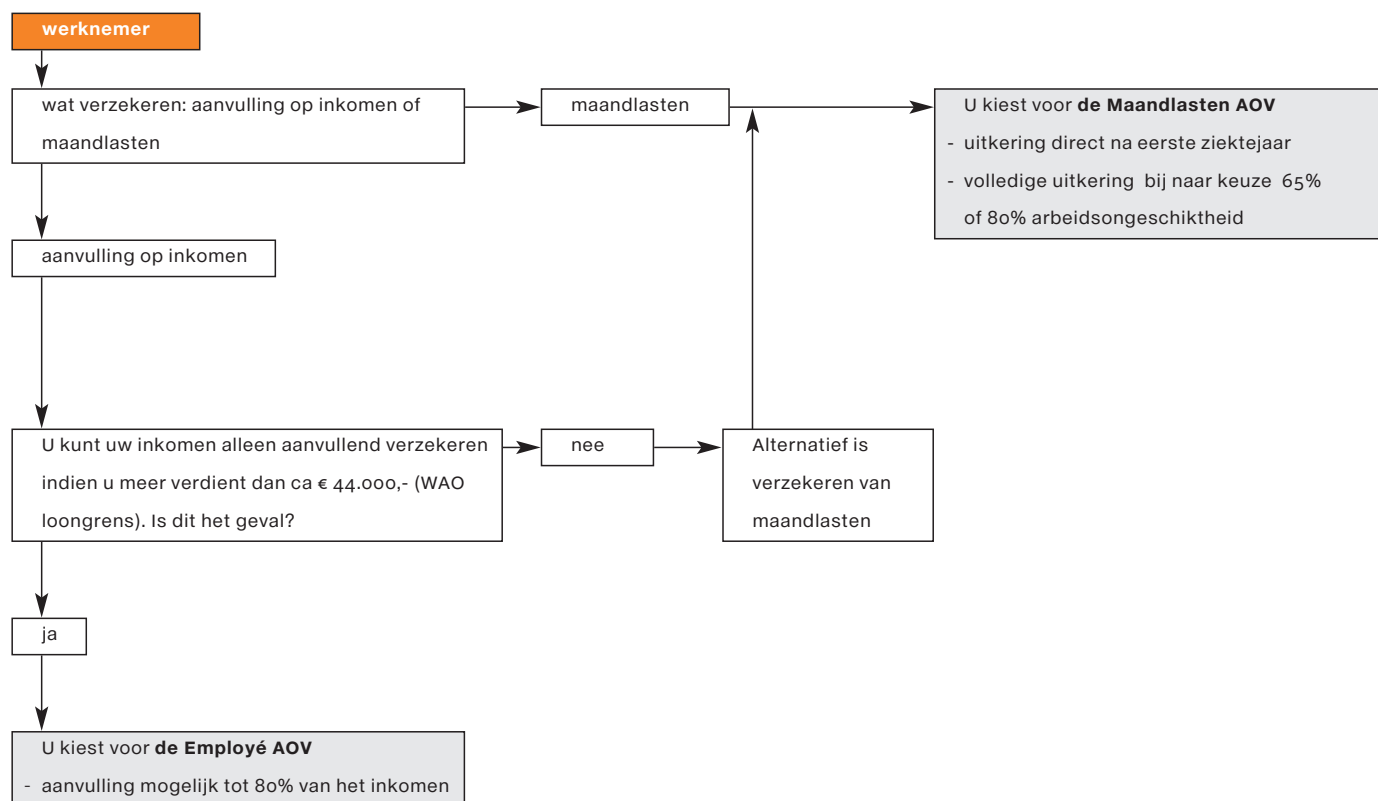 werknemer
wat verzekeren: aanvulling op inkomen of
maandlasten
maandlasten
U kiest voor de Maandlasten AOV
- uitkering direct na eerste ziektejaar
- volledige uitkering bij naar keuze 65%
of 80% arbeidsongeschiktheid
aanvulling op inkomen
U kunt uw inkomen alleen aanvullend verzekeren
indien u meer verdient dan ca € 44.000,- (WAO
loongrens). Is dit het geval?
nee
Alternatief is
verzekeren van
maandlasten
ja
U kiest voor de Employé AOV
- aanvulling mogelijk tot 80% van het inkomen